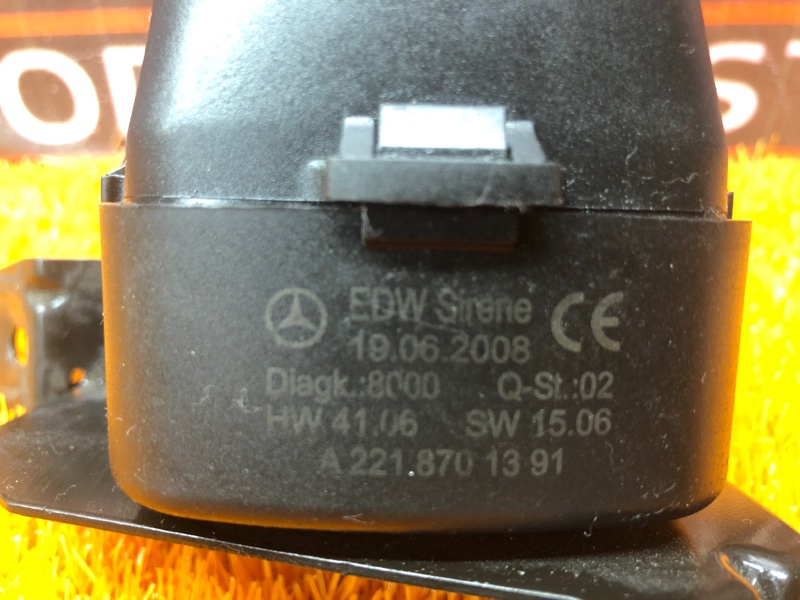 EDW Sirene
19.06.2008
Diagk.:8000 Q-St.:02
HW 41.06 SW 15.06
A 221 870 13 91